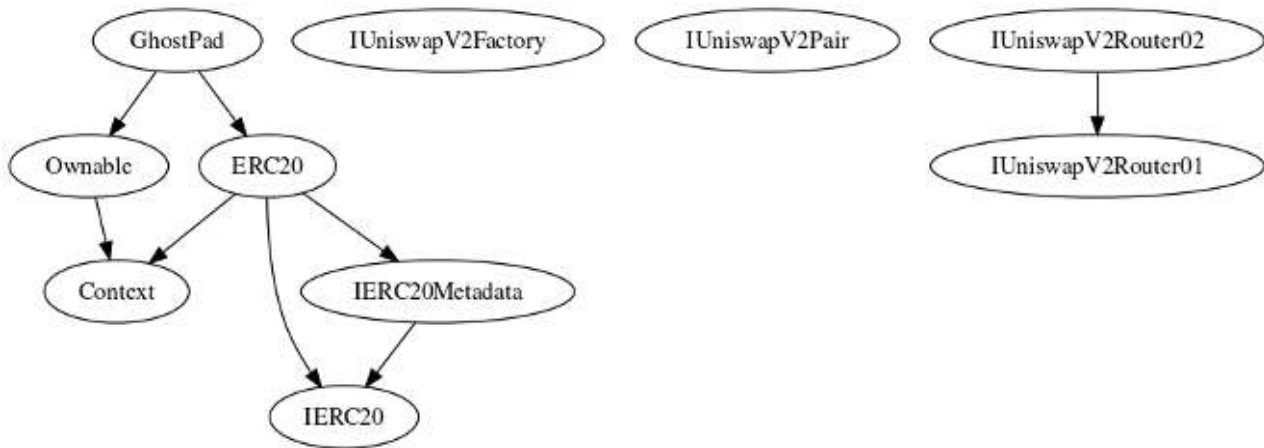 GhostPad
IUniswapV2Factory
IUniswapV2Pair
IUniswapV2Router02
Ownable
ERC20
IUniswapV2Router01
Context
IERC20Metadata
IERC20